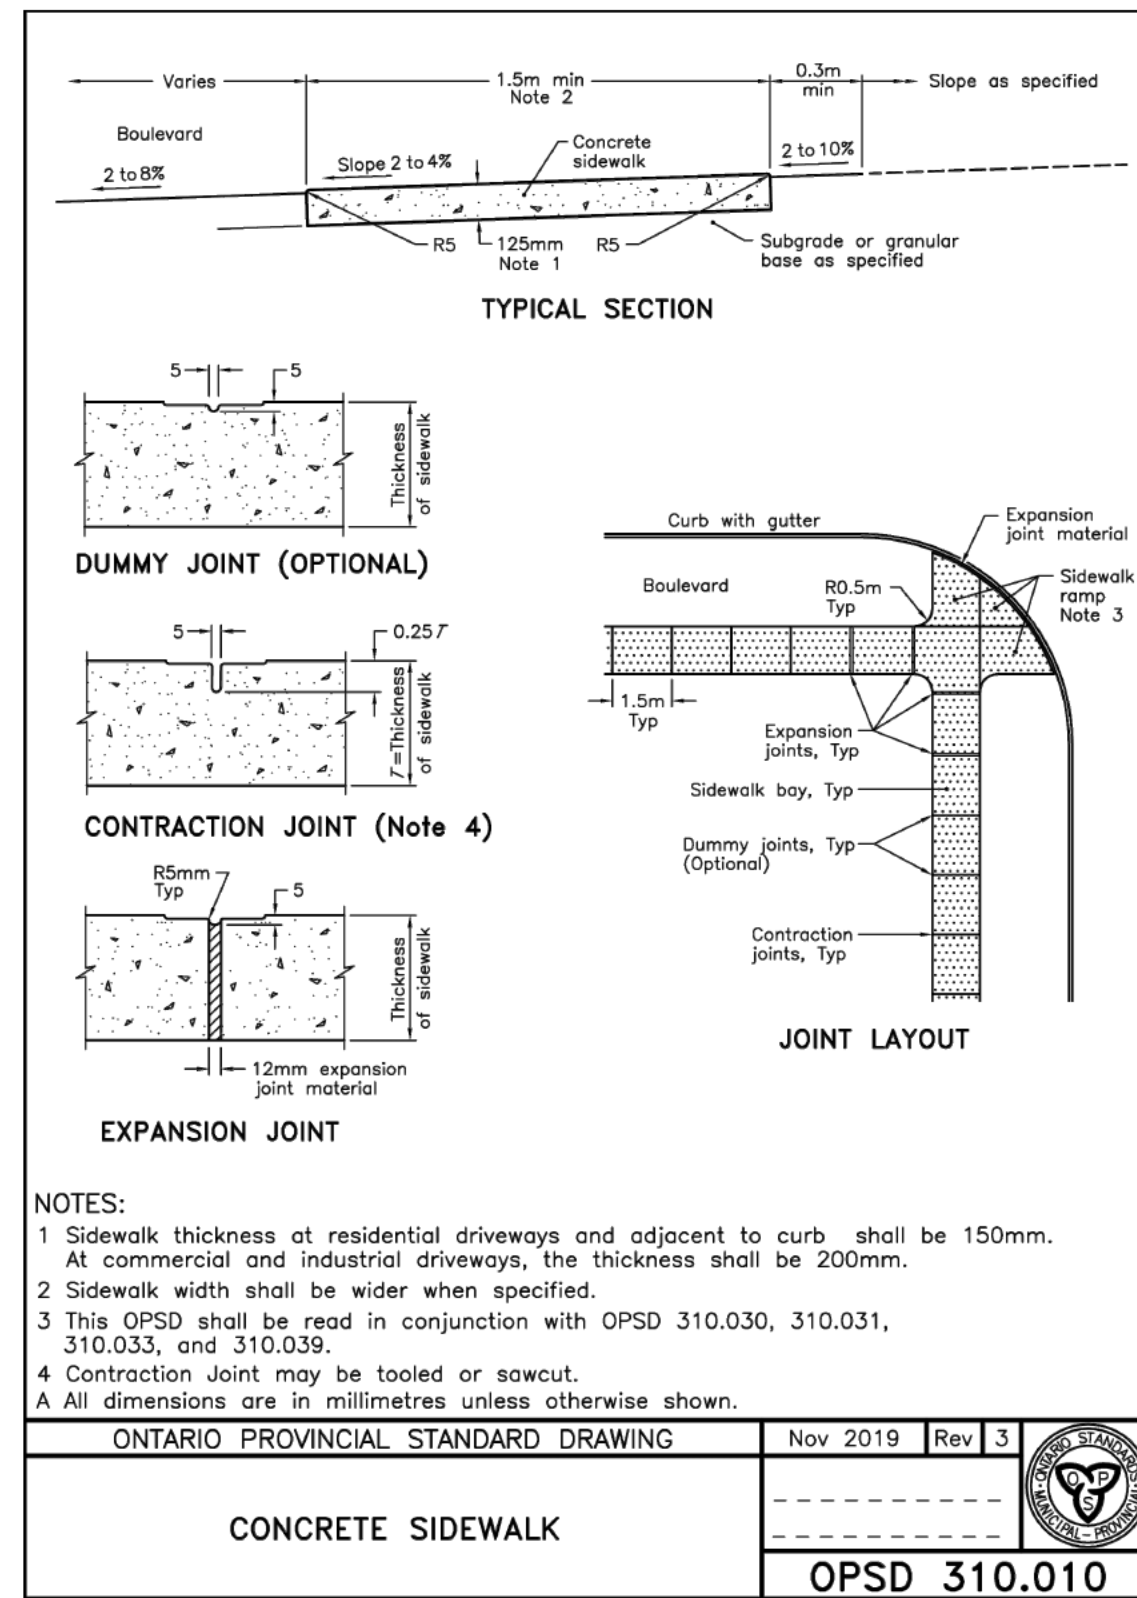 Varies
1.5m min
Note 2
0.3m
min
Slope as specified
Boulevard
2 to 8%
Slope 2 to 4%
Concrete
sidewalk
2 to 10%
R5
125mm
Note 1
R5
Subgrade or granular
base as specified
TYPICAL SECTION
5
5
Thickness
of sidewalk
DUMMY JOINT (OPTIONAL)
5
0.25T
T=Thickness
of sidewalk
CONTRACTION JOINT (Note 4)
R5mm
Typ
5
Thickness
of sidewalk
12mm expansion
joint material
EXPANSION JOINT
Curb with gutter
Expansion
joint material
Boulevard
R0.5m
Typ
Sidewalk
ramp
Note 3
1.5m
Typ
Expansion
joints, Typ
Sidewalk bay, Typ
Dummy joints, Typ
(Optional)
Contraction
joints, Typ
JOINT LAYOUT
NOTES:
1 Sidewalk thickness at residential driveways and adjacent to curb shall be 150mm.
At commercial and industrial driveways, the thickness shall be 200mm.
2 Sidewalk width shall be wider when specified.
3 This OPSD shall be read in conjunction with OPSD 310.030, 310.031,
310.033, and 310.039.
4 Contraction Joint may be tooled or sawcut.
A All dimensions are in millimetres unless otherwise shown.
ONTARIO PROVINCIAL STANDARD DRAWING
Nov 2019
Rev
3
CONCRETE SIDEWALK
ONTARIO STANDARDS
MUNICIPAL - PROVINCIAL
O P S
OPSD 310.010